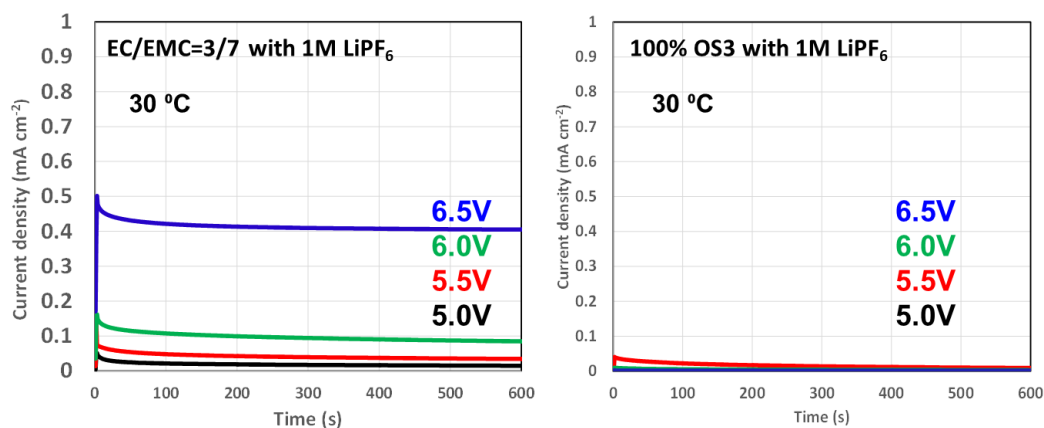 EC/EMC=3/7 with 1M LiPF₆
30 ⁰C
Current density (mA cm⁻²)
1
0.9
0.8
0.7
0.6
0.5
0.4
0.3
0.2
0.1
0
6.5V
6.0V
5.5V
5.0V
0 100 200 300 400 500 600
Time (s)
100% OS3 with 1M LiPF₆
30 ⁰C
Current density (mA cm⁻²)
1
0.9
0.8
0.7
0.6
0.5
0.4
0.3
0.2
0.1
0
6.5V
6.0V
5.5V
5.0V
0 100 200 300 400 500 600
Time (s)